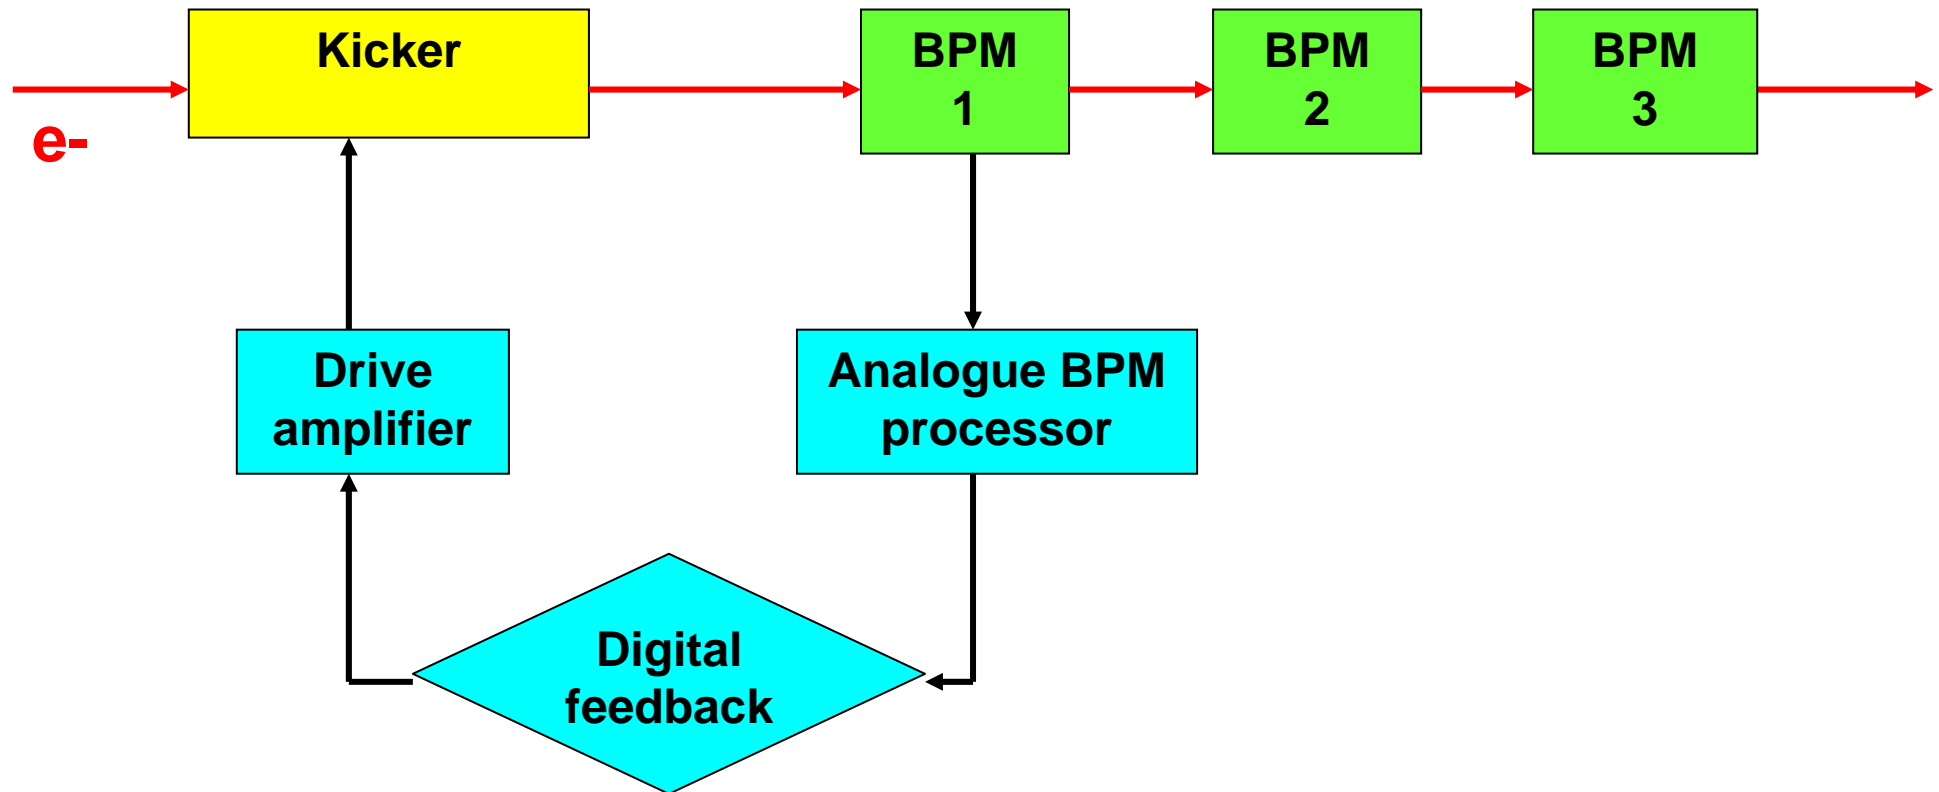 Kicker
BPM
1
BPM
2
BPM
3
e-
Drive
amplifier
Analogue BPM
processor
Digital
feedback